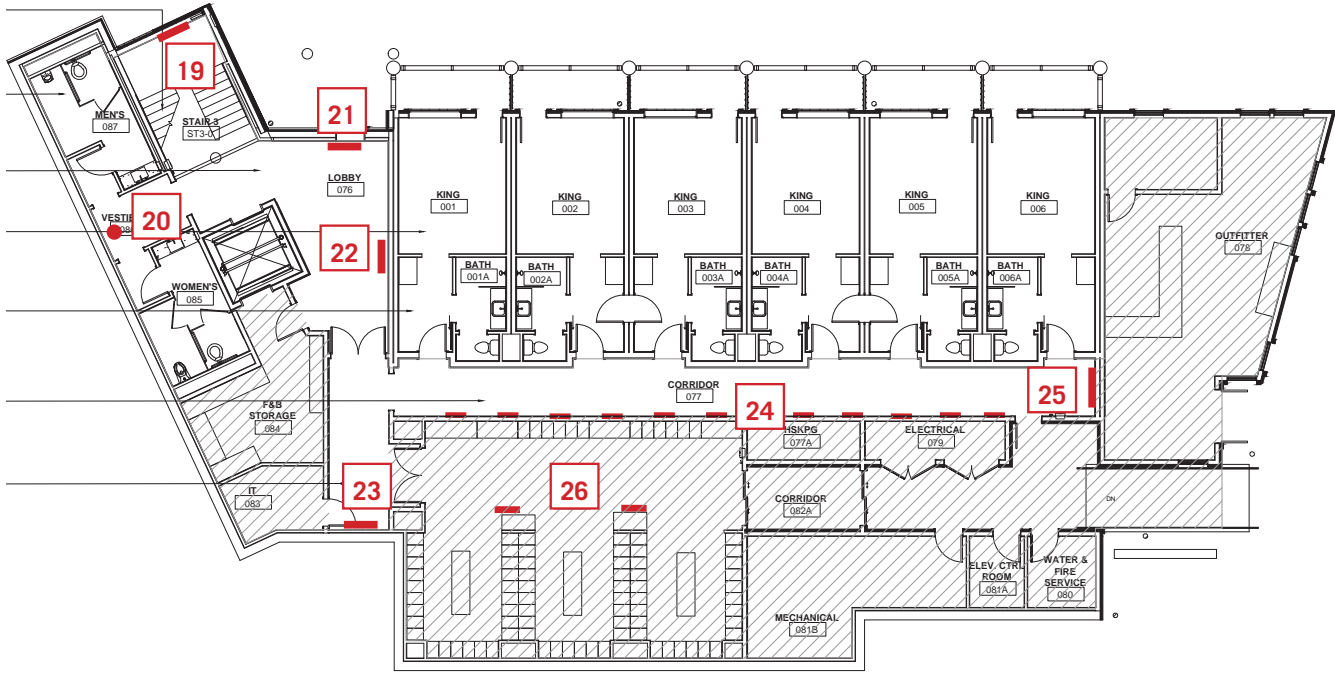 19
MEN'S
087
STAIR 3
ST3-0
21
LOBBY
076
20
22
WOMEN'S
085
KING
001
KING
002
KING
003
KING
004
KING
005
KING
006
BATH
001A
BATH
002A
BATH
003A
BATH
004A
BATH
005A
BATH
006A
OUTFITTER
078
CORRIDOR
077
24
25
F&B
STORAGE
084
HSKPG
077A
ELECTRICAL
079
IT
083
23
26
CORRIDOR
082A
DN
MECHANICAL
081B
ELEV. CTRL
ROOM
081A
WATER &
FIRE
SERVICE
080